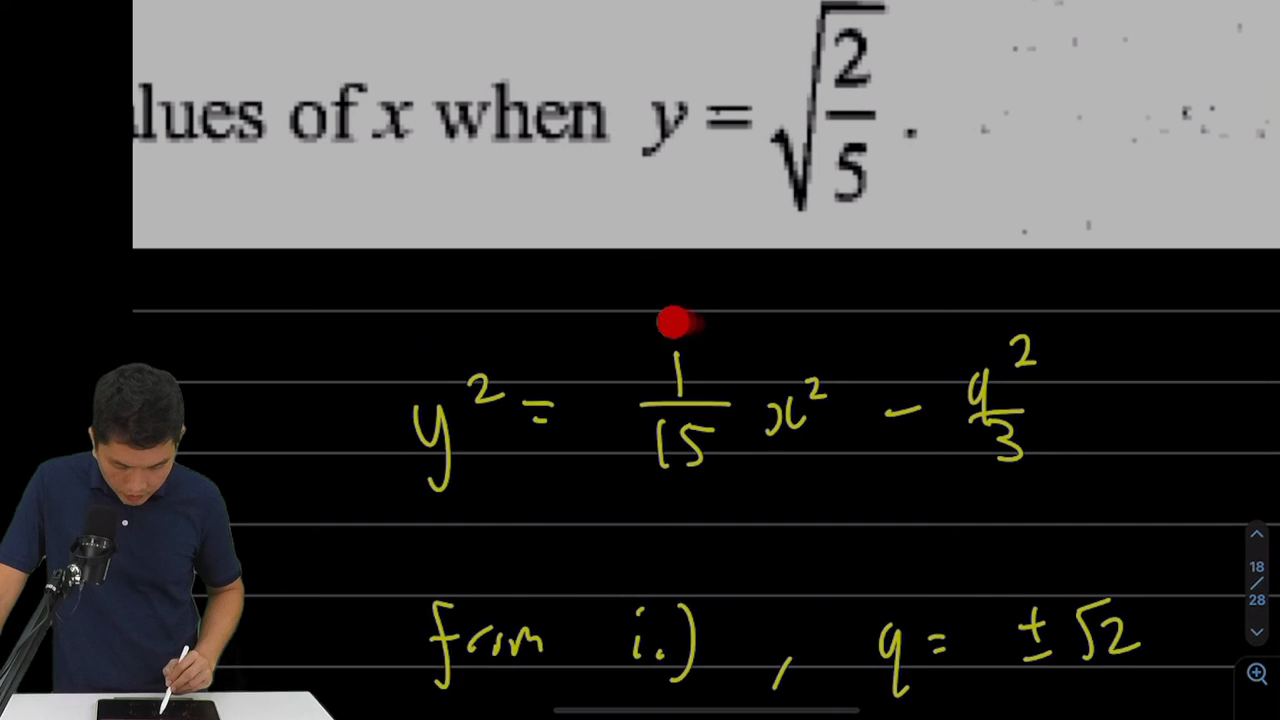 lues of x when y = √(2/5) .
y² = 1/15 x² - q²/3
from i.) , q = ± √2
18
/
28